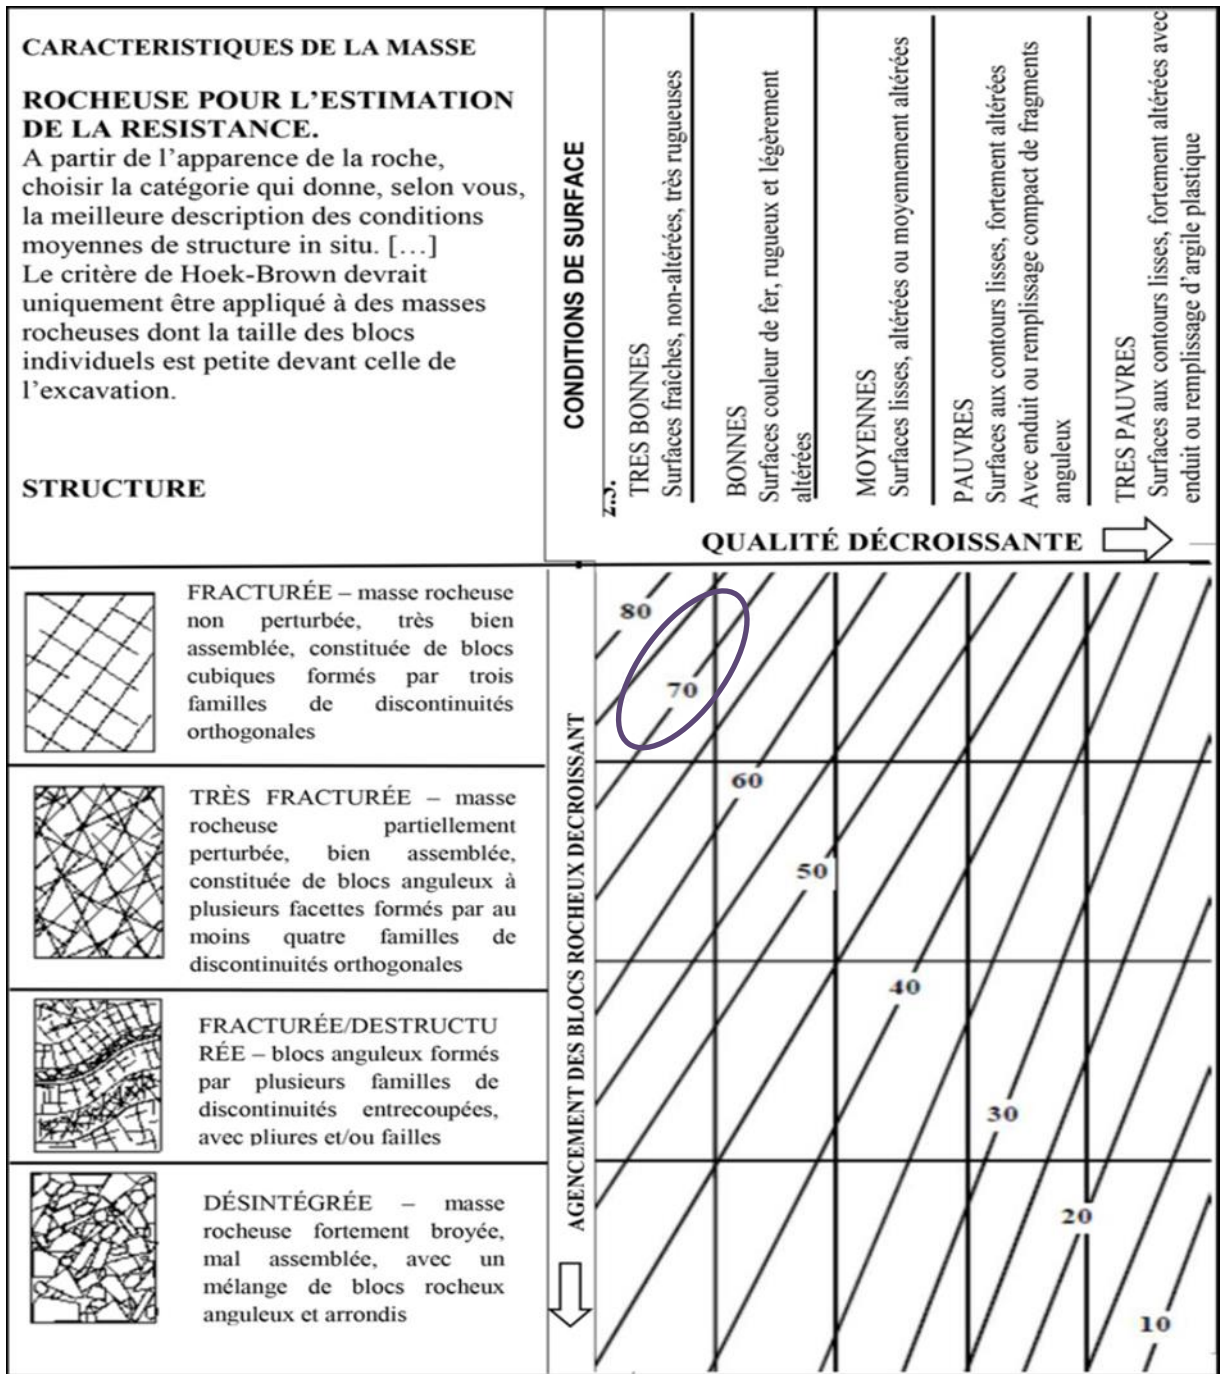 CARACTERISTIQUES DE LA MASSE
ROCHEUSE POUR L'ESTIMATION
DE LA RESISTANCE.
A partir de l'apparence de la roche,
choisir la catégorie qui donne, selon vous,
la meilleure description des conditions
moyennes de structure in situ. […]
Le critère de Hoek-Brown devrait
uniquement être appliqué à des masses
rocheuses dont la taille des blocs
individuels est petite devant celle de
l'excavation.
STRUCTURE
CONDITIONS DE SURFACE
TRES BONNES
Surfaces fraîches, non-altérées, très rugueuses
BONNES
Surfaces couleur de fer, rugueux et légèrement
altérées
MOYENNES
Surfaces lisses, altérées ou moyennement altérées
PAUVRES
Surfaces aux contours lisses, fortement altérées
Avec enduit ou remplissage compact de fragments
anguleux
TRES PAUVRES
Surfaces aux contours lisses, fortement altérées avec
enduit ou remplissage d'argile plastique
QUALITÉ DÉCROISSANTE
FRACTURÉE – masse rocheuse
non perturbée, très bien
assemblée, constituée de blocs
cubiques formés par trois
familles de discontinuités
orthogonales
TRÈS FRACTURÉE – masse
rocheuse partiellement
perturbée, bien assemblée,
constituée de blocs anguleux à
plusieurs facettes formés par au
moins quatre familles de
discontinuités orthogonales
FRACTURÉE/DESTRUCTU
RÉE – blocs anguleux formés
par plusieurs familles de
discontinuités entrecoupées,
avec pliures et/ou failles
DÉSINTÉGRÉE – masse
rocheuse fortement broyée,
mal assemblée, avec un
mélange de blocs rocheux
anguleux et arrondis
AGENCEMENT DES BLOCS ROCHEUX DECROISSANT
80
70
60
50
40
30
20
10